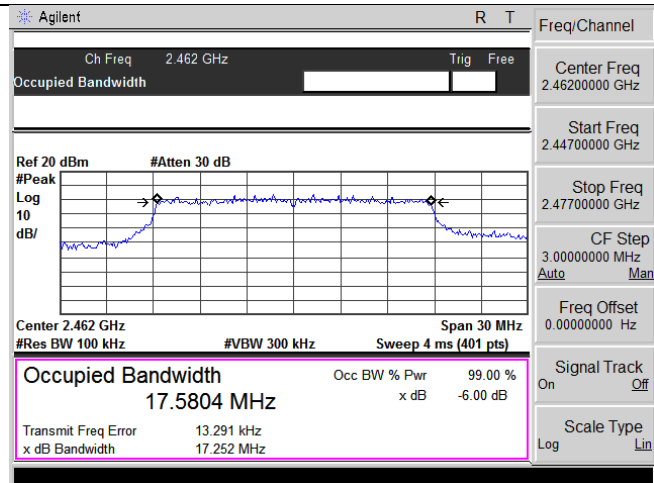 Agilent R T
Ch Freq 2.462 GHz Trig Free
Occupied Bandwidth
Ref 20 dBm #Atten 30 dB
#Peak
Log
10
dB/
Center 2.462 GHz Span 30 MHz
#Res BW 100 kHz #VBW 300 kHz Sweep 4 ms (401 pts)
Occupied Bandwidth Occ BW % Pwr 99.00 %
17.5804 MHz x dB -6.00 dB
Transmit Freq Error 13.291 kHz
x dB Bandwidth 17.252 MHz
Freq/Channel
Center Freq
2.46200000 GHz
Start Freq
2.44700000 GHz
Stop Freq
2.47700000 GHz
CF Step
3.00000000 MHz
Auto Man
Freq Offset
0.00000000 Hz
Signal Track
On Off
Scale Type
Log Lin